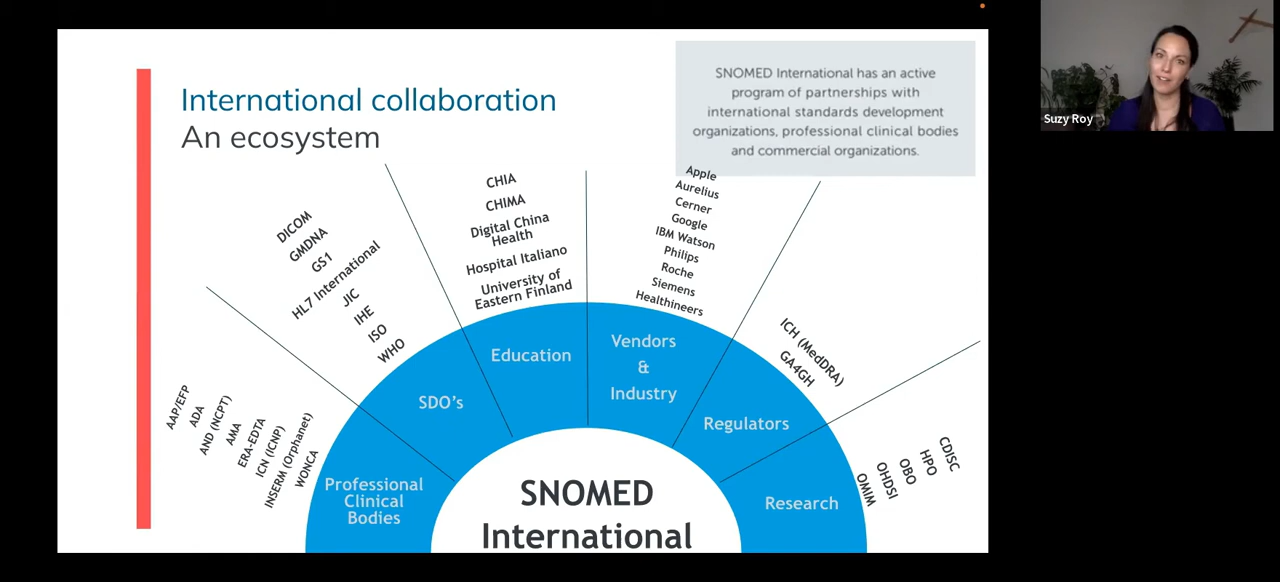 International collaboration
An ecosystem
SNOMED International has an active
program of partnerships with
international standards development
organizations, professional clinical bodies
and commercial organizations.
Suzy Roy
AAP/EFP
ADA
AND (NCPT)
AMA
ERA-EDTA
ICN (ICNP)
INSERM (Orphanet)
WONCA
Professional
Clinical
Bodies
DICOM
GMDNA
GS1
HL7 International
JIC
IHE
ISO
WHO
SDO's
CHIA
CHIMA
Digital China
Health
Hospital Italiano
University of
Eastern Finland
Education
Apple
Aurelius
Cerner
Google
IBM Watson
Philips
Roche
Siemens
Healthineers
Vendors
&
Industry
ICH (MedDRA)
GA4GH
Regulators
CDISC
HPO
OBO
OHDSI
OMIM
Research
SNOMED
International